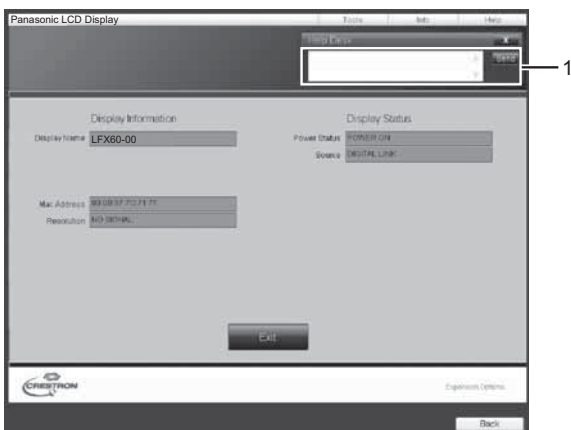 Panasonic LCD Display
Tools Info Help
Help Desk X
Send
1
Display Information Display Status
Display Name LFX60-00 Power Status POWER ON
Source DIGITAL LINK
Mac Address
Resolution NO SIGNAL
Exit
CRESTRON Expansion Options
Back